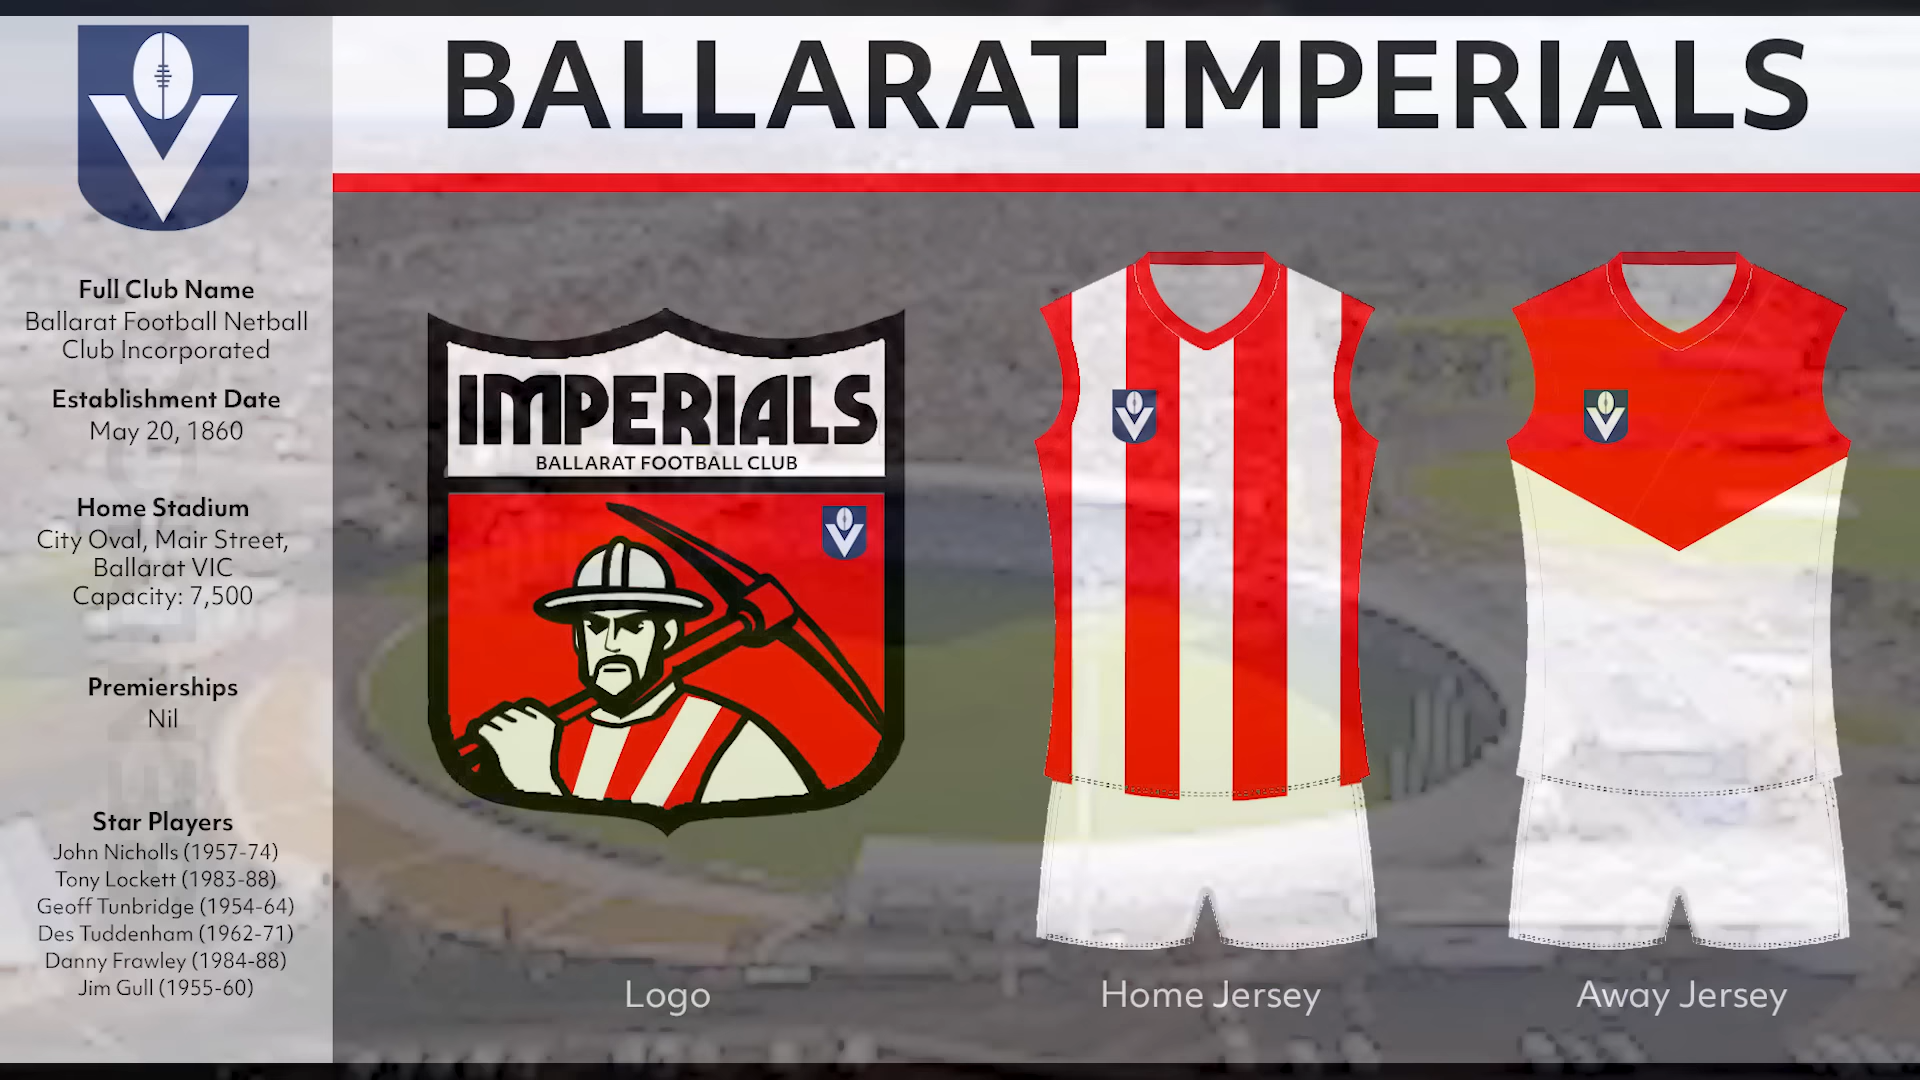 BALLARAT IMPERIALS
Full Club Name
Ballarat Football Netball
Club Incorporated
Establishment Date
May 20, 1860
Home Stadium
City Oval, Mair Street,
Ballarat VIC
Capacity: 7,500
Premierships
Nil
Star Players
John Nicholls (1957-74)
Tony Lockett (1983-88)
Geoff Tunbridge (1954-64)
Des Tuddenham (1962-71)
Danny Frawley (1984-88)
Jim Gull (1955-60)
IMPERIALS
BALLARAT FOOTBALL CLUB
Logo
Home Jersey
Away Jersey